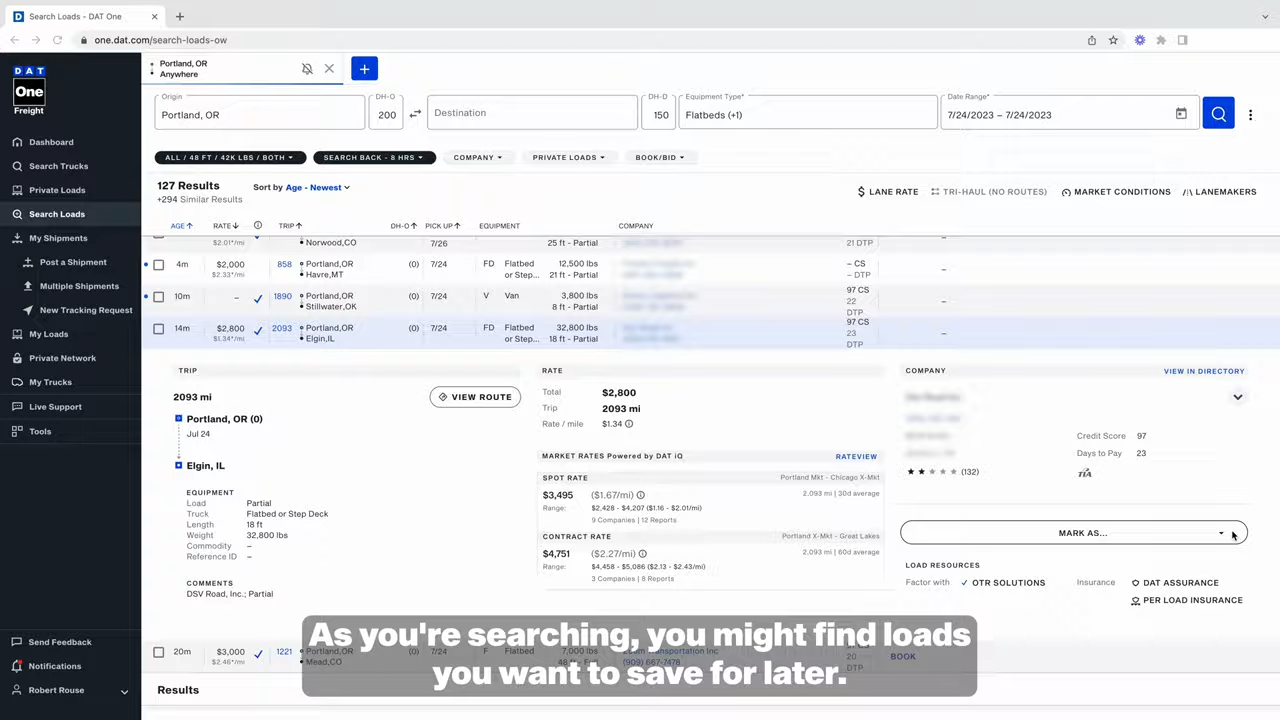 Search Loads - DAT One
one.dat.com/search-loads-ow
DAT
One
Freight
Dashboard
Search Trucks
Private Loads
Search Loads
My Shipments
Post a Shipment
Multiple Shipments
New Tracking Request
My Loads
Private Network
My Trucks
Live Support
Tools
Send Feedback
Notifications
Robert Rouse
Portland, OR
Anywhere
Origin
Portland, OR
DH-O
200
Destination
DH-D
150
Equipment Type*
Flatbeds (+1)
Date Range*
7/24/2023 – 7/24/2023
ALL / 48 FT / 42K LBS / BOTH
SEARCH BACK - 8 HRS
COMPANY
PRIVATE LOADS
BOOK/BID
127 Results
+294 Similar Results
Sort by Age - Newest
LANE RATE
TRI-HAUL (NO ROUTES)
MARKET CONDITIONS
LANEMAKERS
AGE RATE TRIP DH-O PICK UP EQUIPMENT COMPANY
$2.01*/mi Norwood,CO 7/26 25 ft - Partial 21 DTP
4m $2,000 858 Portland,OR (0) 7/24 FD Flatbed 12,500 lbs – CS –
$2.33*/mi Havre,MT or Step... 21 ft - Partial – DTP
10m – 1890 Portland,OR (0) 7/24 V Van 3,800 lbs 97 CS –
Stillwater,OK 8 ft - Partial 22
DTP
14m $2,800 2093 Portland,OR (0) 7/24 FD Flatbed 32,800 lbs 97 CS –
$1.34*/mi Elgin,IL or Step... 18 ft - Partial 23
DTP
TRIP
2093 mi
VIEW ROUTE
Portland, OR (0)
Jul 24
Elgin, IL
EQUIPMENT
Load Partial
Truck Flatbed or Step Deck
Length 18 ft
Weight 32,800 lbs
Commodity –
Reference ID –
COMMENTS
DSV Road, Inc.; Partial
RATE
Total $2,800
Trip 2093 mi
Rate / mile $1.34
MARKET RATES Powered by DAT iQ RATEVIEW
SPOT RATE Portland Mkt - Chicago X-Mkt
$3,495 ($1.67/mi) 2,093 mi | 30d average
Range: $2,428 - $4,207 ($1.16 - $2.01/mi)
9 Companies | 12 Reports
CONTRACT RATE Portland X-Mkt - Great Lakes
$4,751 ($2.27/mi) 2,093 mi | 60d average
Range: $4,458 - $5,086 ($2.13 - $2.43/mi)
3 Companies | 8 Reports
COMPANY VIEW IN DIRECTORY
Credit Score 97
Days to Pay 23
(132)
TIA
MARK AS...
LOAD RESOURCES
Factor with OTR SOLUTIONS
Insurance DAT ASSURANCE
PER LOAD INSURANCE
20m $3,000 1221
$2.46*/mi Mead,CO
(909) 667-7478
20
DTP
BOOK
As you're searching, you might find loads
you want to save for later.
Results